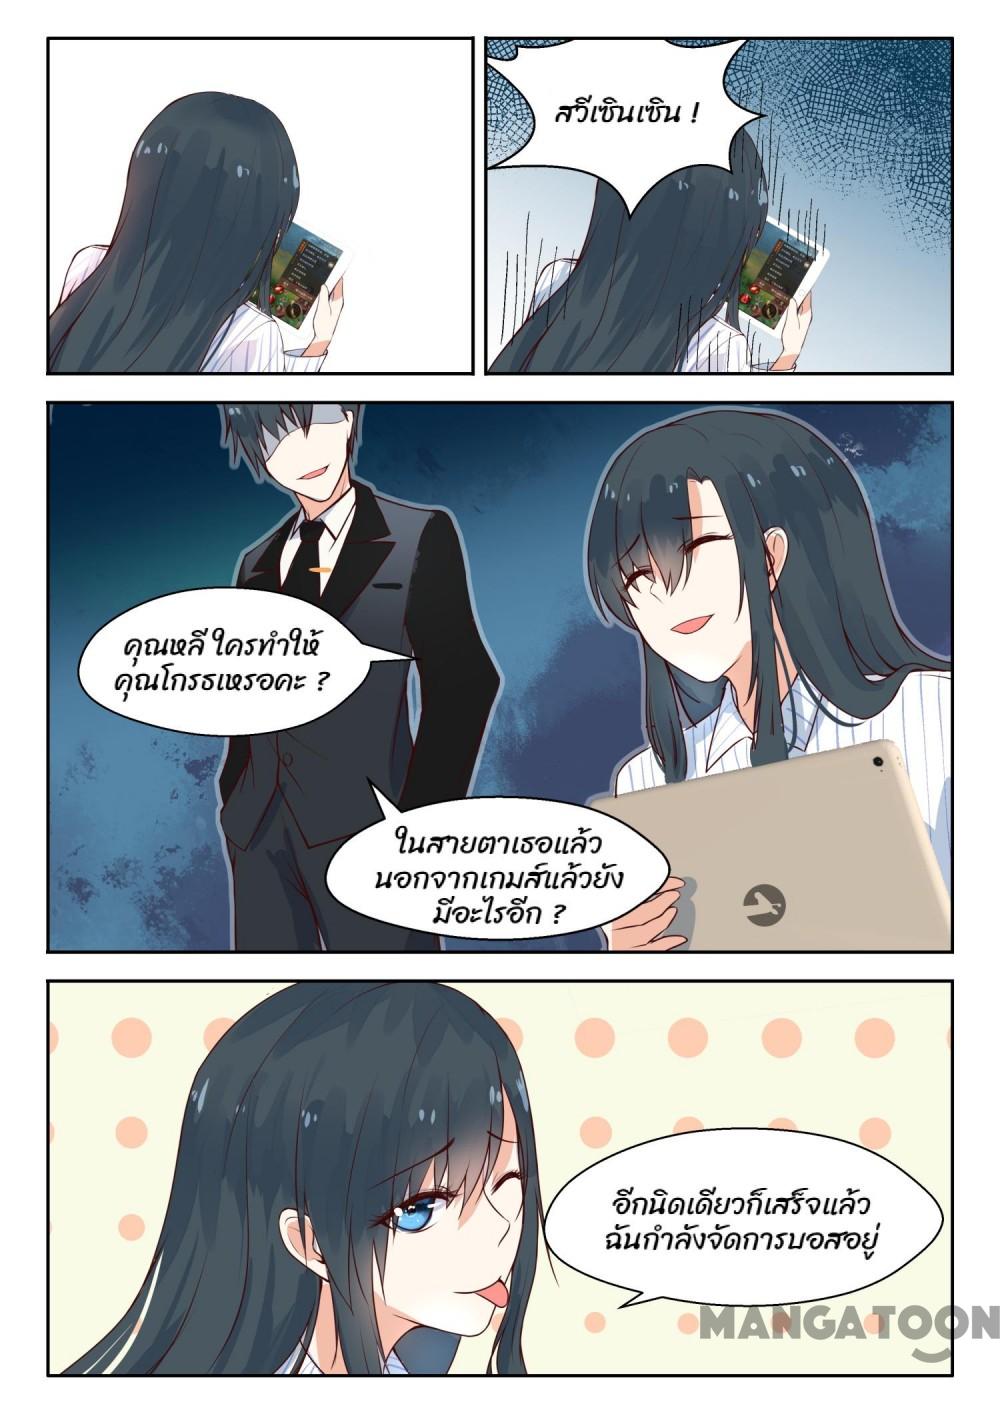 สวีเซินเซิน !
คุณหลี ใครทำให้
คุณโกรธเหรอคะ ?
ในสายตาเธอแล้ว
นอกจากเกมส์แล้วยัง
มีอะไรอีก ?
อีกนิดเดียวก็เสร็จแล้ว
ฉันกำลังจัดการบอสอยู่
MANGATOON